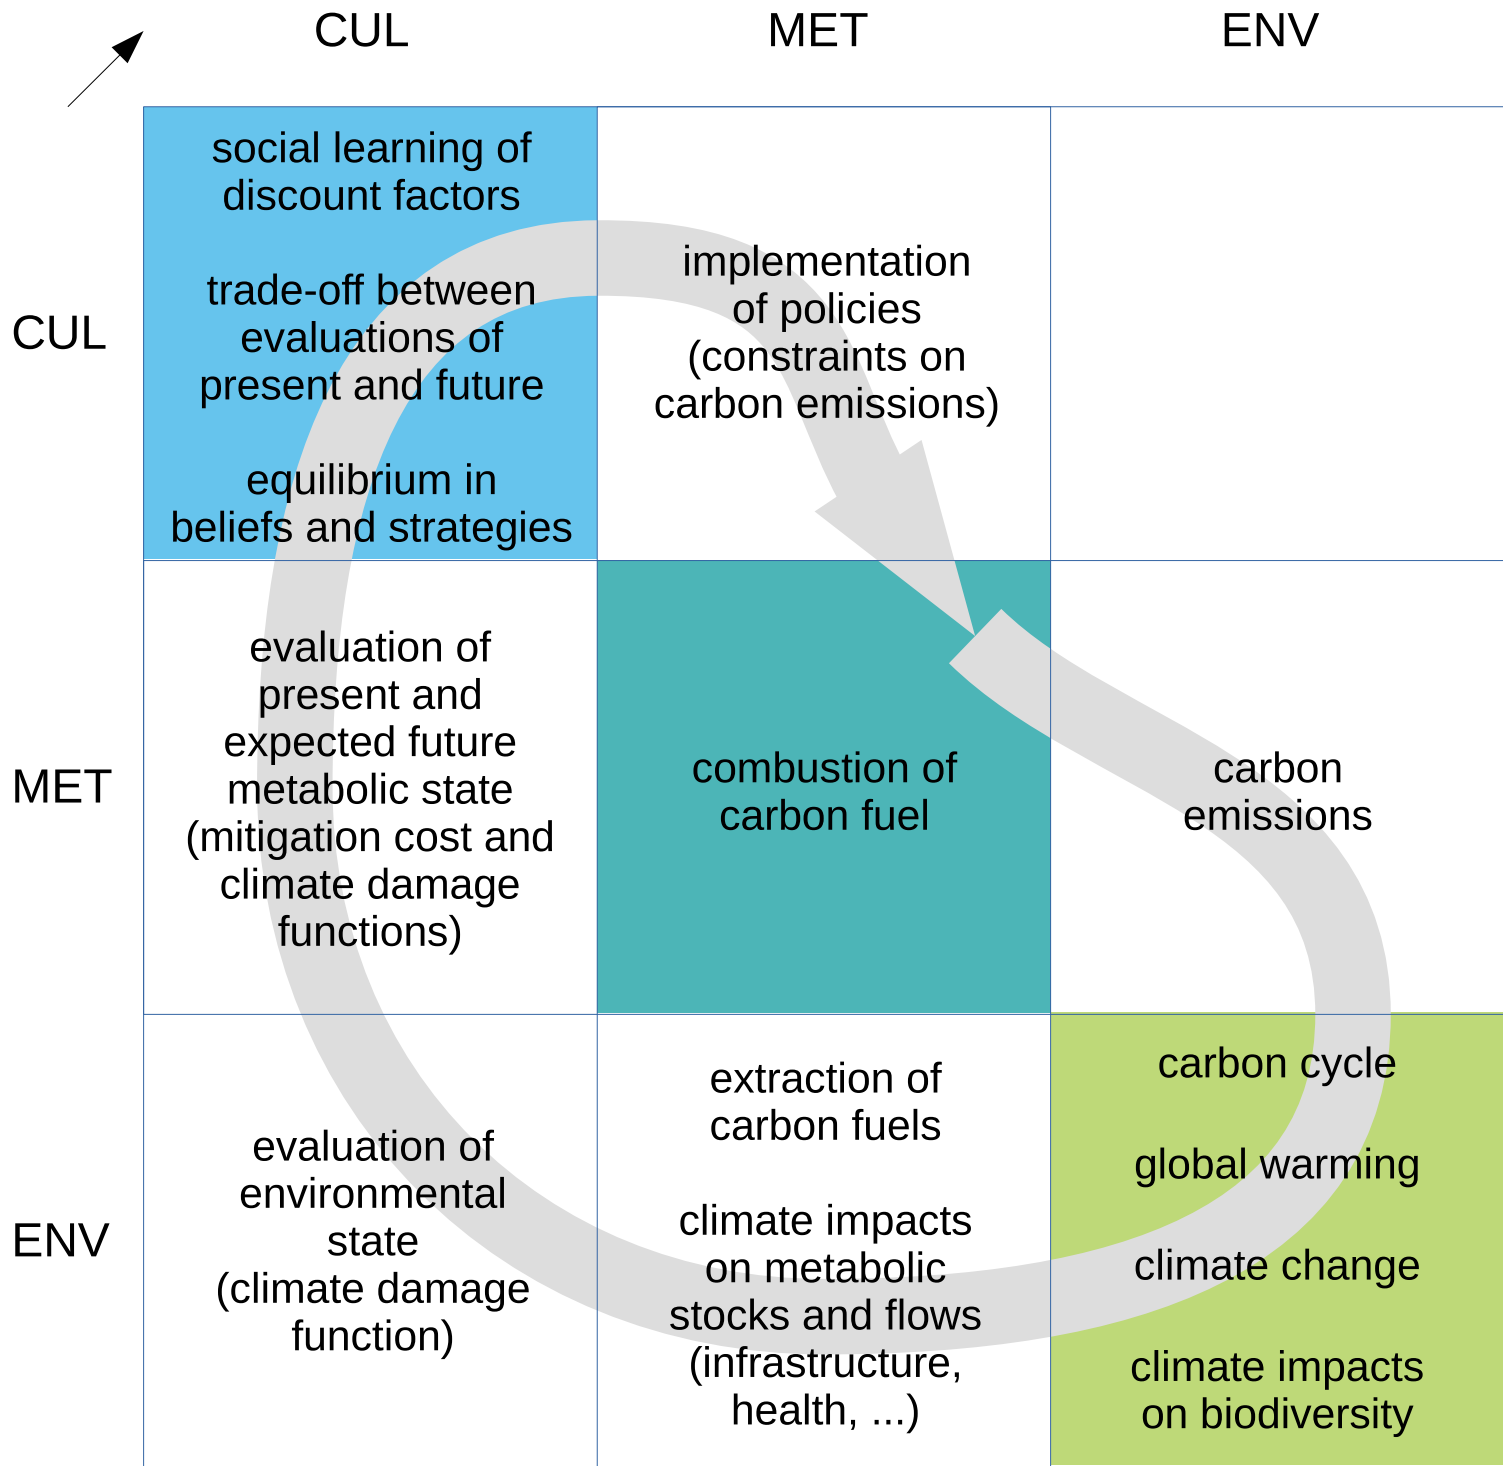 CUL
MET
ENV
CUL
social learning of
discount factors
trade-off between
evaluations of
present and future
equilibrium in
beliefs and strategies
implementation
of policies
(constraints on
carbon emissions)
MET
evaluation of
present and
expected future
metabolic state
(mitigation cost and
climate damage
functions)
combustion of
carbon fuel
carbon
emissions
ENV
evaluation of
environmental
state
(climate damage
function)
extraction of
carbon fuels
climate impacts
on metabolic
stocks and flows
(infrastructure,
health, ...)
carbon cycle
global warming
climate change
climate impacts
on biodiversity